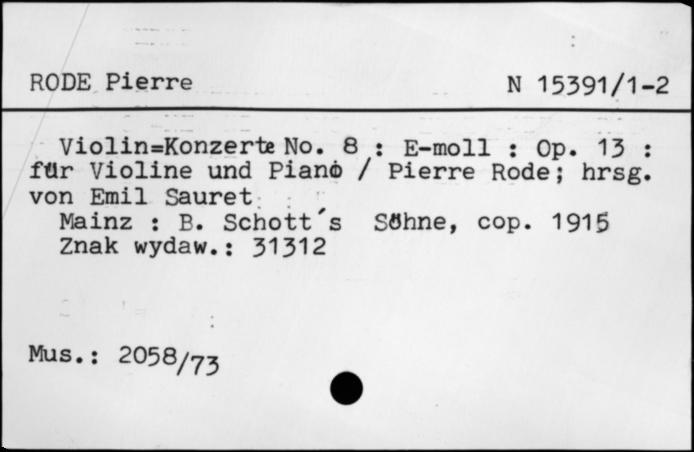 RODE Pierre N 15391/1-2
Violin=Konzerte No. 8 : E-moll : Op. 13 :
für Violine und Piano / Pierre Rode; hrsg.
von Emil Sauret
Mainz : B. Schott´s Söhne, cop. 1915
Znak wydaw.: 31312
Mus.: 2058/73